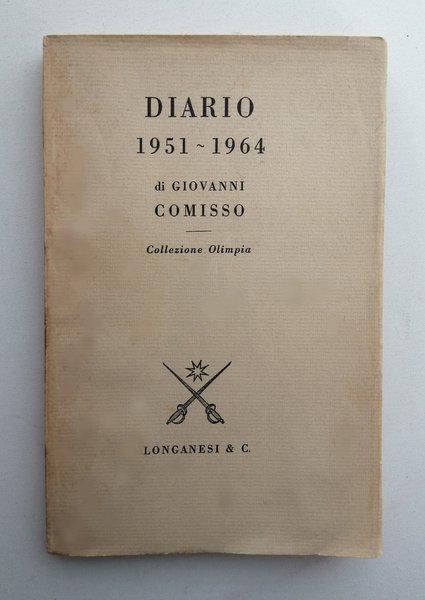 DIARIO
1951 ~ 1964
di GIOVANNI
COMISSO
Collezione Olimpia
LONGANESI & C.